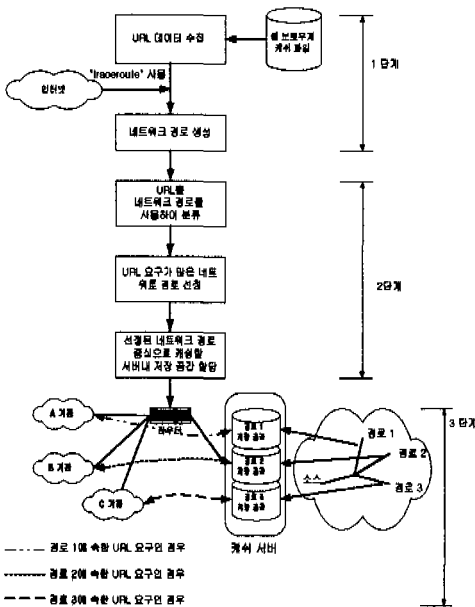 URL 데이터 수집
웹 브로우저
캐쉬 파일
1 단계
"traceroute" 사용
인터넷
네트워크 경로 생성
URL를
네트워크 경로를
사용하여 분류
URL 요구가 많은 네트
워크 경로 선정
2단계
선정된 네트워크 경로
중심으로 캐싱할
서버내 저장 공간 할당
A 기관
라우터
B 기관
C 기관
경로 1
저장 공간
경로 2
저장 공간
경로 3
저장 공간
경로 1
경로 2
소스
경로 3
3 단계
캐쉬 서버
경로 1에 속한 URL 요구인 경우
경로 2에 속한 URL 요구인 경우
경로 3에 속한 URL 요구인 경우